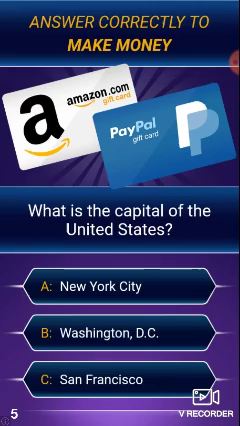 ANSWER CORRECTLY TO
MAKE MONEY
a
amazon.com
gift card
PayPal
gift card
What is the capital of the
United States?
A: New York City
B: Washington, D.C.
C: San Francisco
5
V RECORDER